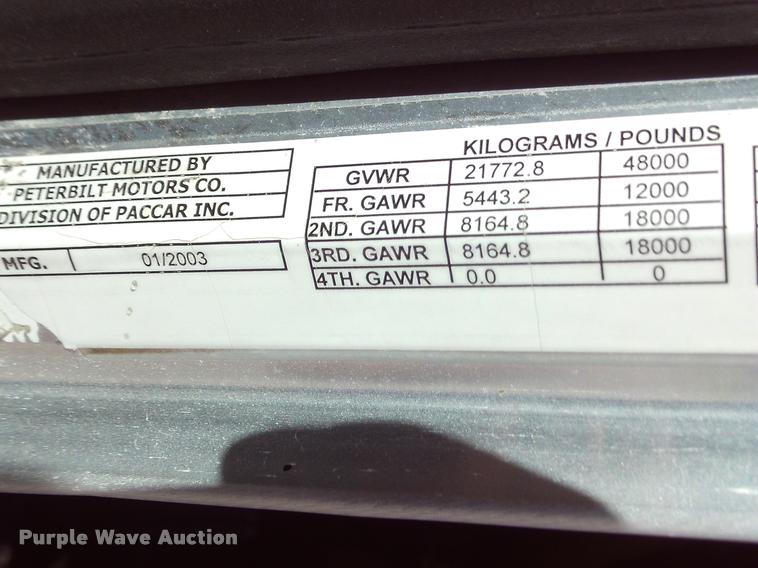 MANUFACTURED BY
PETERBILT MOTORS CO.
DIVISION OF PACCAR INC.
MFG. 01/2003
KILOGRAMS / POUNDS
GVWR 21772.8 48000
FR. GAWR 5443.2 12000
2ND. GAWR 8164.8 18000
3RD. GAWR 8164.8 18000
4TH. GAWR 0.0 0
Purple Wave Auction